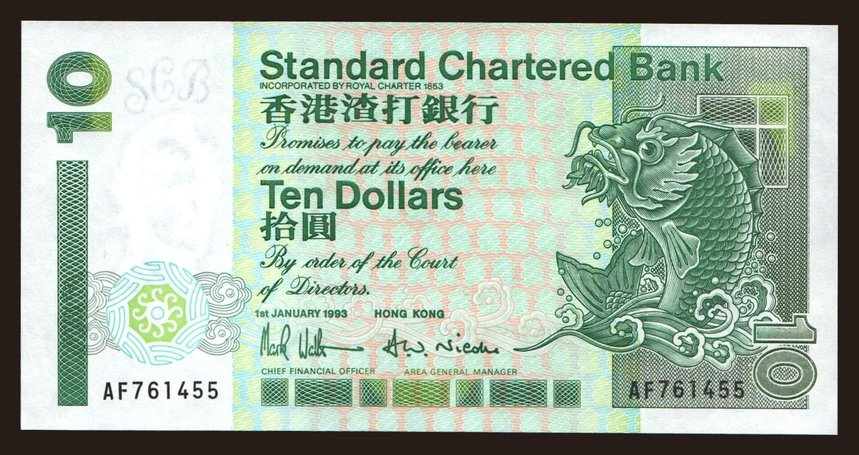 10
SCB
Standard Chartered Bank
INCORPORATED BY ROYAL CHARTER 1853
香港渣打銀行
Promises to pay the bearer
on demand at its office here
Ten Dollars
拾圓
By order of the Court
of Directors.
1ST JANUARY 1993 HONG KONG
CHIEF FINANCIAL OFFICER AREA GENERAL MANAGER
AF761455 AF761455
10